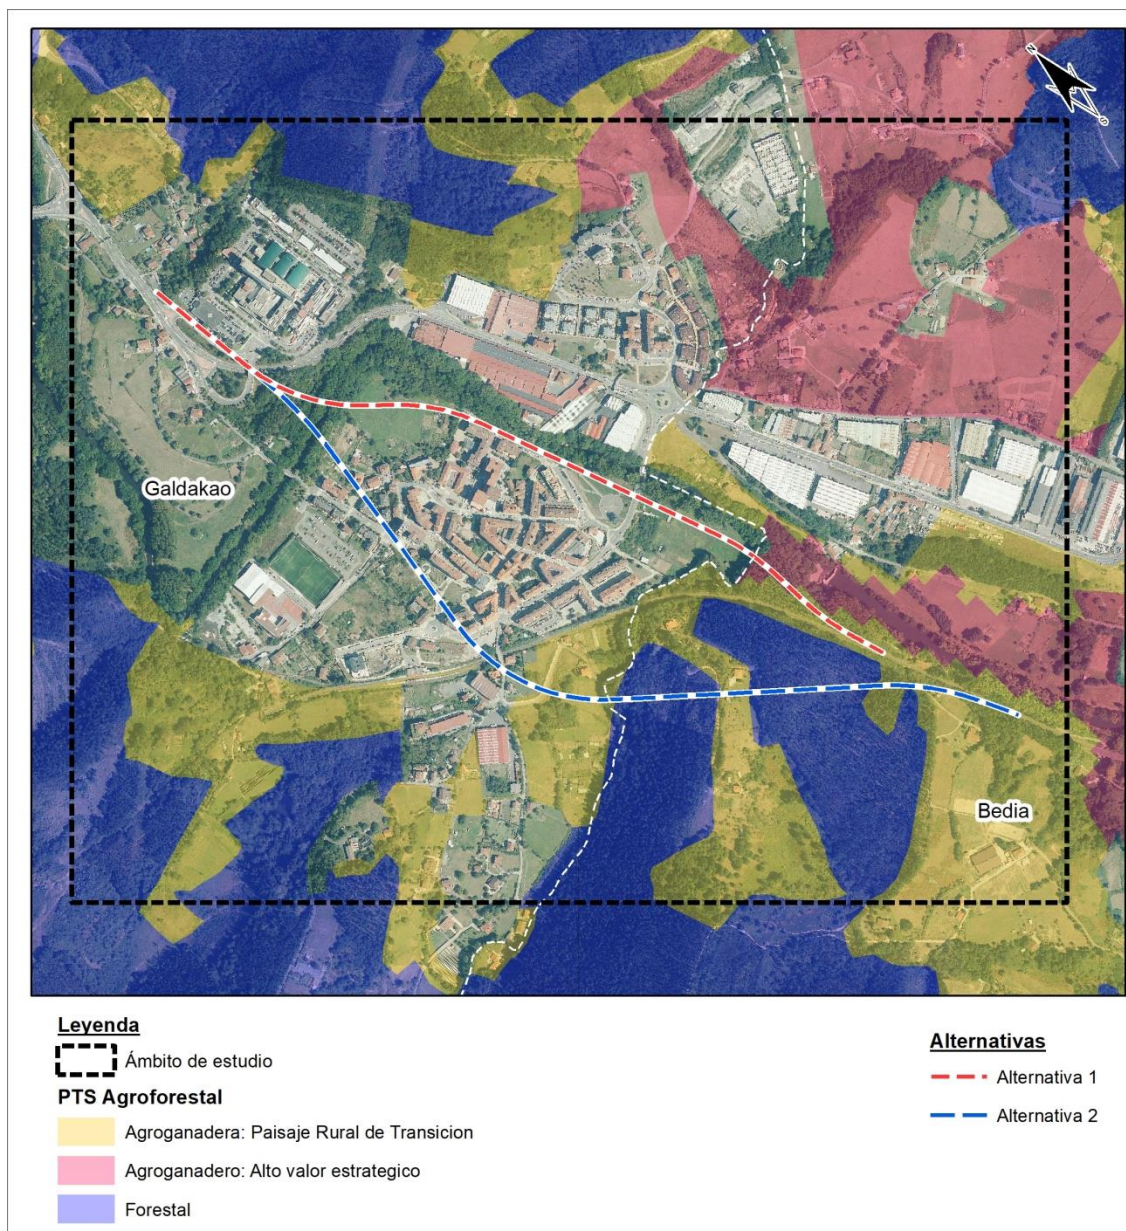 N
S
Galdakao
Bedia
Leyenda
Ámbito de estudio
PTS Agroforestal
Agroganadera: Paisaje Rural de Transicion
Agroganadero: Alto valor estrategico
Forestal
Alternativas
Alternativa 1
Alternativa 2